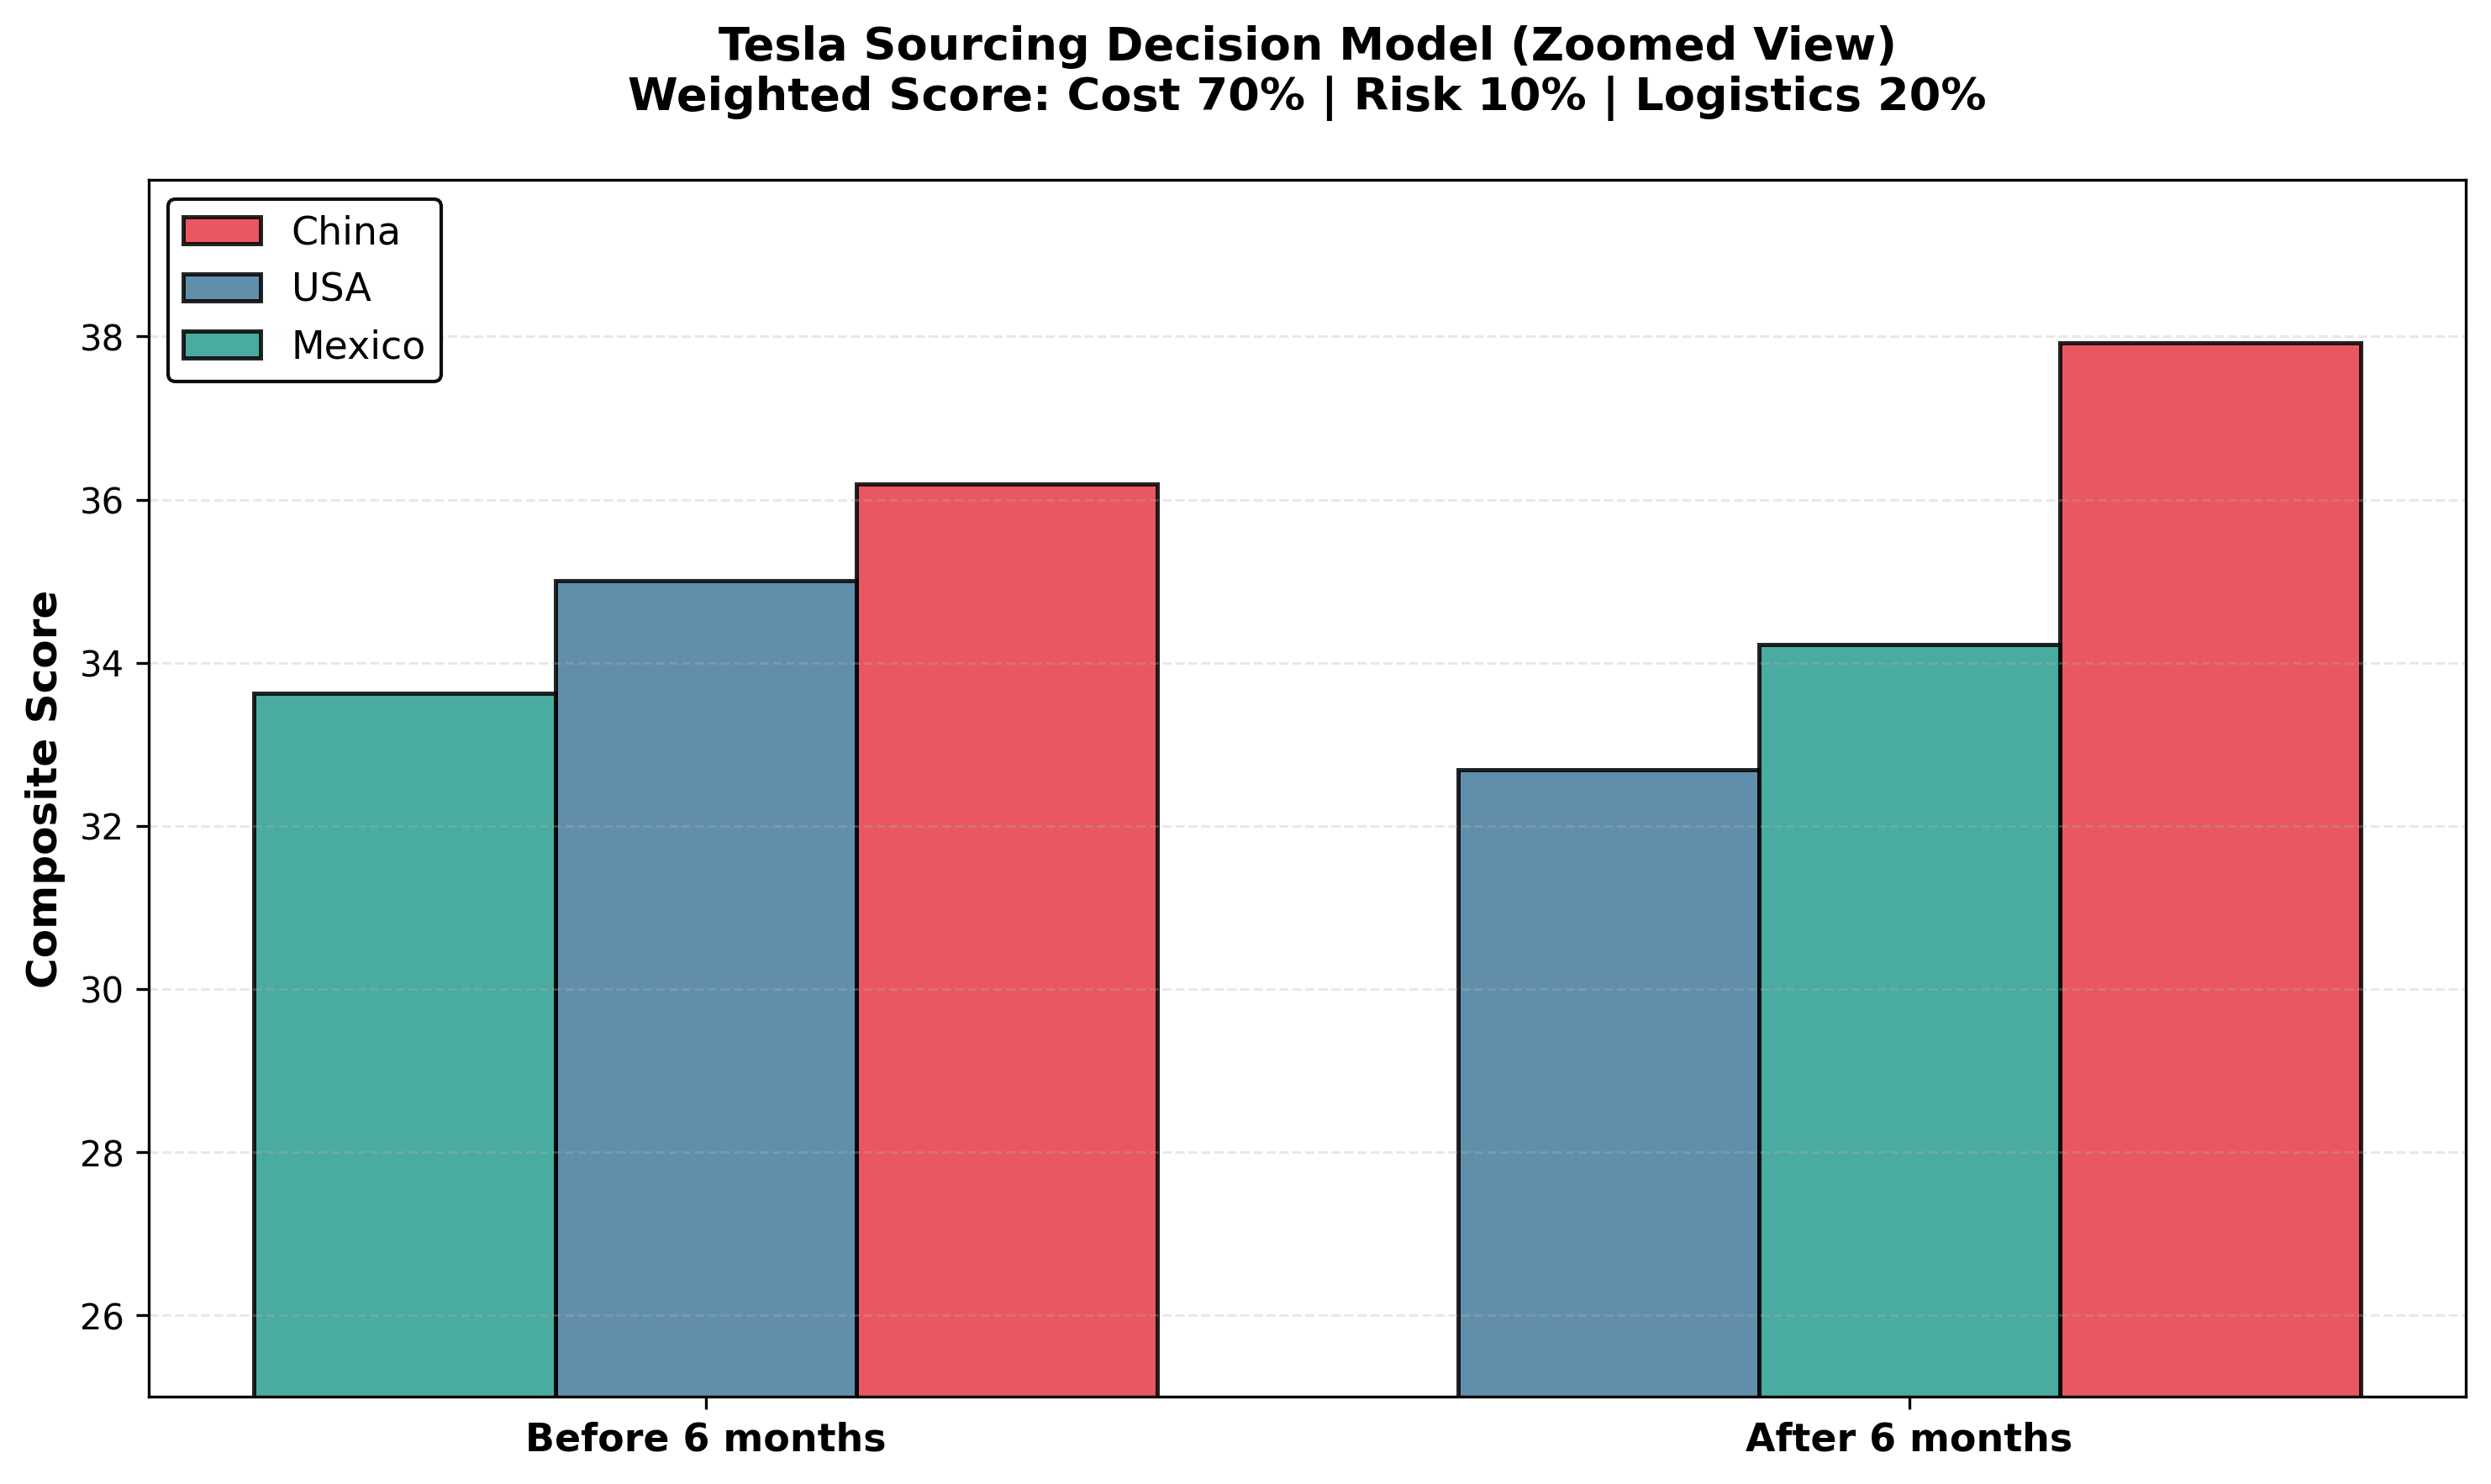 Tesla Sourcing Decision Model (Zoomed View)
Weighted Score: Cost 70% | Risk 10% | Logistics 20%
China
USA
Mexico
Composite Score
38
36
34
32
30
28
26
Before 6 months
After 6 months